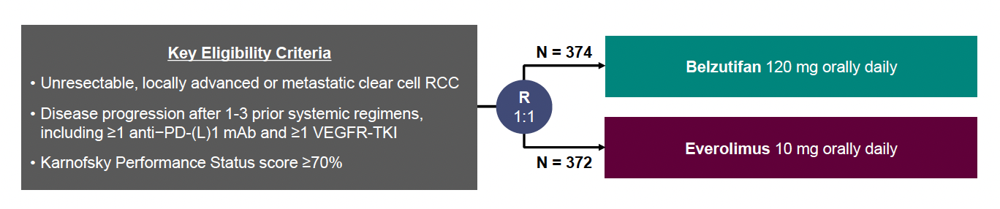 Key Eligibility Criteria
• Unresectable, locally advanced or metastatic clear cell RCC
• Disease progression after 1-3 prior systemic regimens,
including ≥1 anti−PD-(L)1 mAb and ≥1 VEGFR-TKI
• Karnofsky Performance Status score ≥70%
R
1:1
N = 374
Belzutifan 120 mg orally daily
N = 372
Everolimus 10 mg orally daily